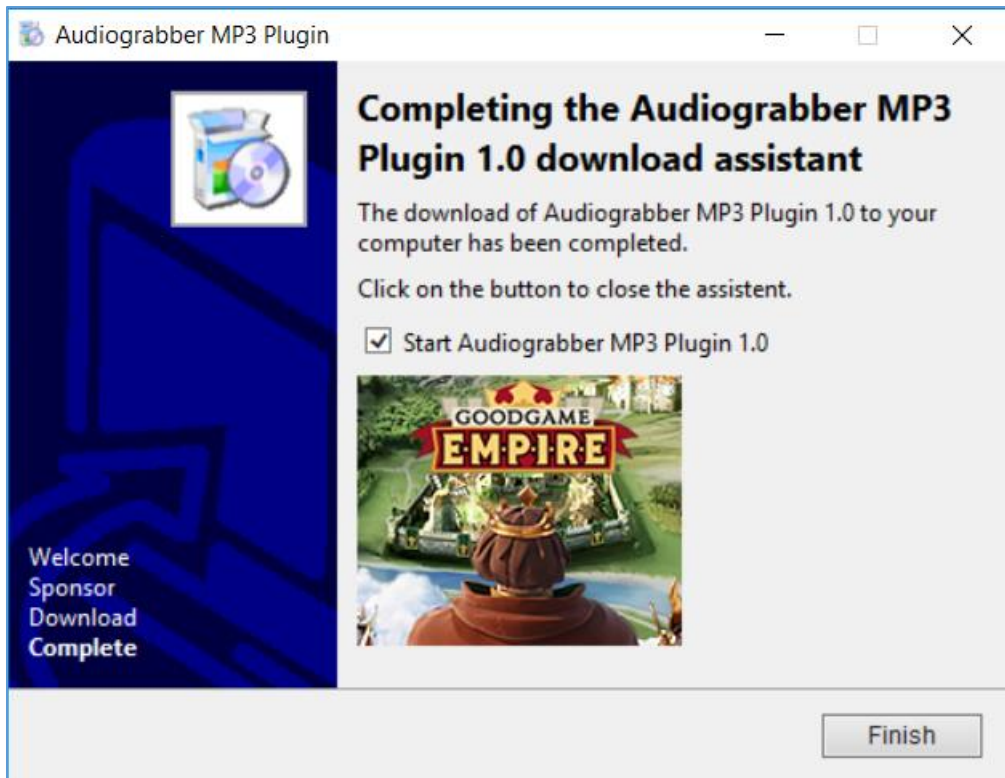 Audiograbber MP3 Plugin
Completing the Audiograbber MP3
Plugin 1.0 download assistant
The download of Audiograbber MP3 Plugin 1.0 to your
computer has been completed.
Click on the button to close the assistent.
Start Audiograbber MP3 Plugin 1.0
GOODGAME
EMPIRE
Welcome
Sponsor
Download
Complete
Finish